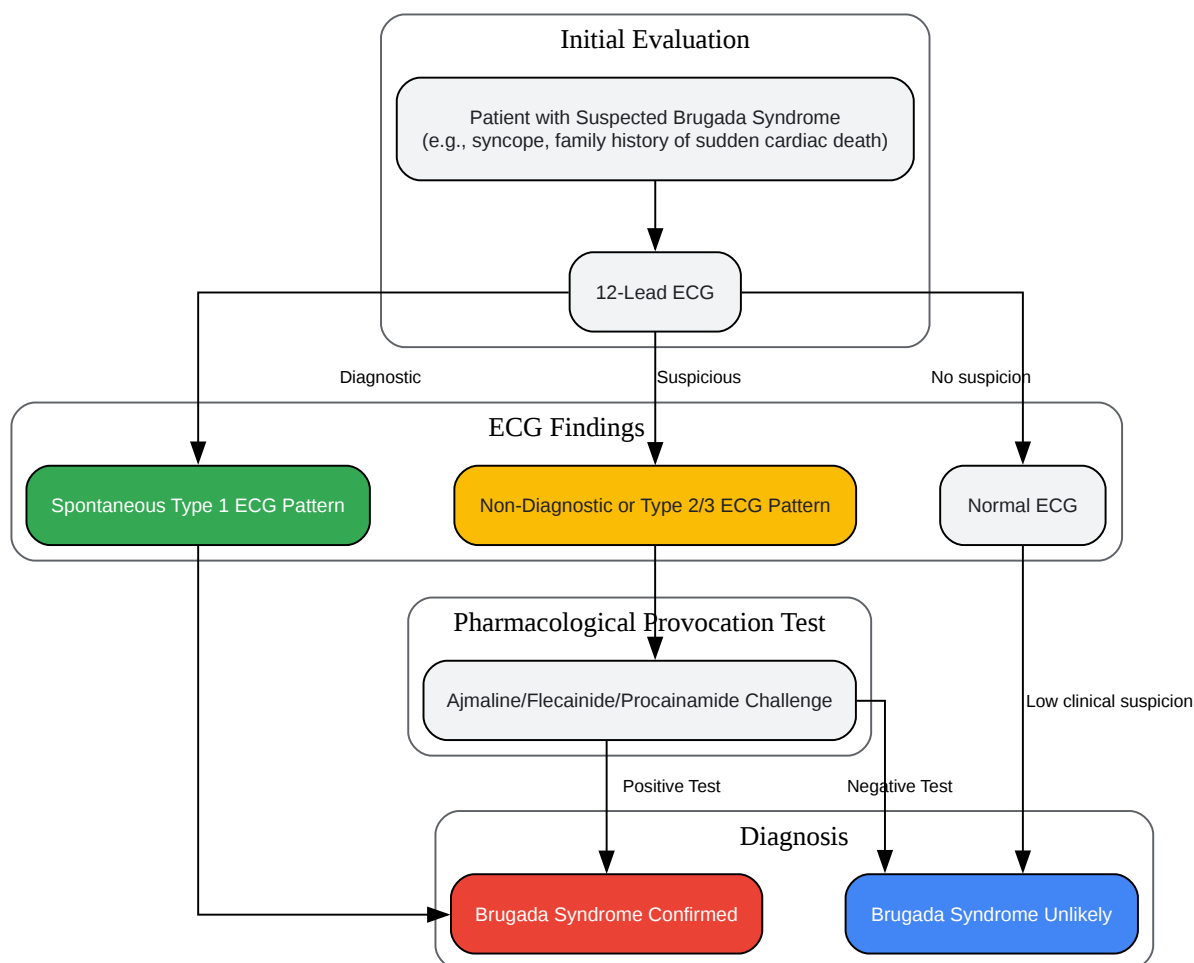 Initial Evaluation
Patient with Suspected Brugada Syndrome
(e.g., syncope, family history of sudden cardiac death)
12-Lead ECG
Diagnostic
Suspicious
No suspicion
ECG Findings
Spontaneous Type 1 ECG Pattern
Non-Diagnostic or Type 2/3 ECG Pattern
Normal ECG
Pharmacological Provocation Test
Ajmaline/Flecainide/Procainamide Challenge
Low clinical suspicion
Positive Test
Negative Test
Diagnosis
Brugada Syndrome Confirmed
Brugada Syndrome Unlikely